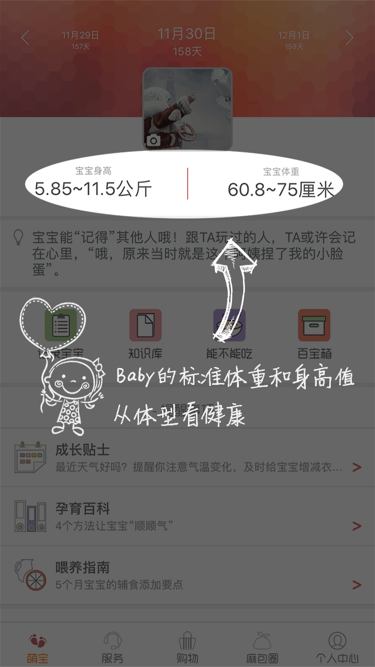 11月29日
157天
11月30日
158天
12月1日
159天
宝宝身高
5.85~11.5公斤
宝宝体重
60.8~75厘米
宝宝能“记得”其他人哦！跟TA玩过的人，TA或许会记
在心里，“哦，原来当时就是这
姨捏了我的小脸
蛋”。
宝宝
知识库
能不能吃
百宝箱
Baby的标准体重和身高值
从体型看健康
成长贴士
最近天气好吗？提醒你注意气温变化，及时给宝宝增减衣...
孕育百科
4个方法让宝宝“顺顺气”
喂养指南
5个月宝宝的辅食添加要点
萌宝
服务
购物
麻包圈
个人中心